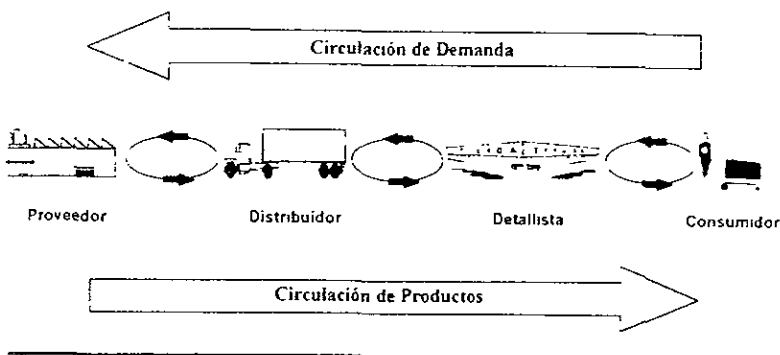 Circulación de Demanda
Proveedor
Distribuidor
Detallista
Consumidor
Circulación de Productos